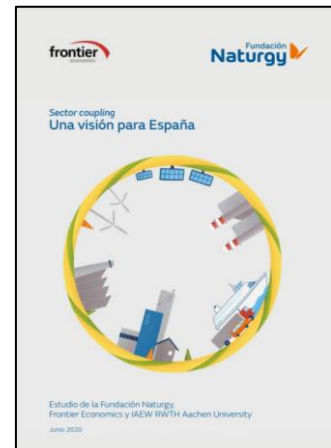 frontier
economics
Fundación
Naturgy
Sector coupling
Una visión para España
Estudio de la Fundación Naturgy,
Frontier Economics y IAEW RWTH Aachen University
Junio 2020